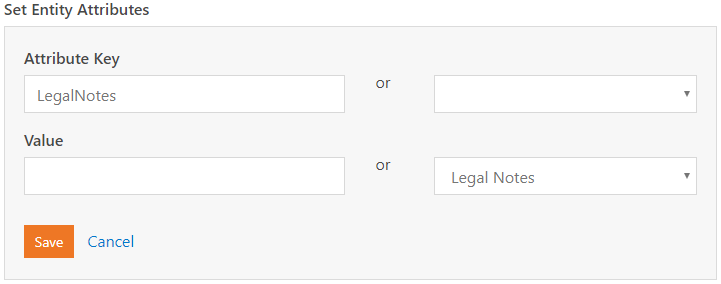 Set Entity Attributes
Attribute Key
LegalNotes or
Value
or Legal Notes
Save Cancel